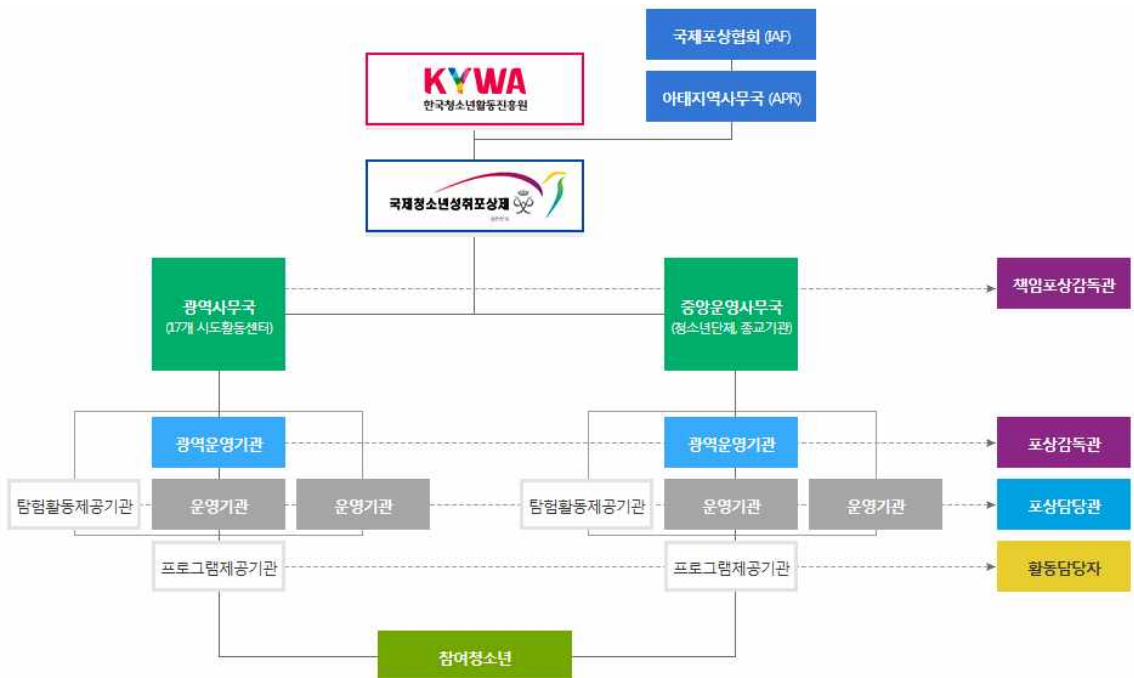 국제포상협회 (IAF)
KYWA
한국청소년활동진흥원
아태지역사무국 (APR)
국제청소년성취포상제
광역사무국
(17개 시도활동센터)
중앙운영사무국
(청소년단체, 종교기관)
책임포상감독관
광역운영기관
광역운영기관
포상감독관
탐험활동제공기관
운영기관
운영기관
탐험활동제공기관
운영기관
운영기관
포상담당관
프로그램제공기관
프로그램제공기관
활동담당자
참여청소년